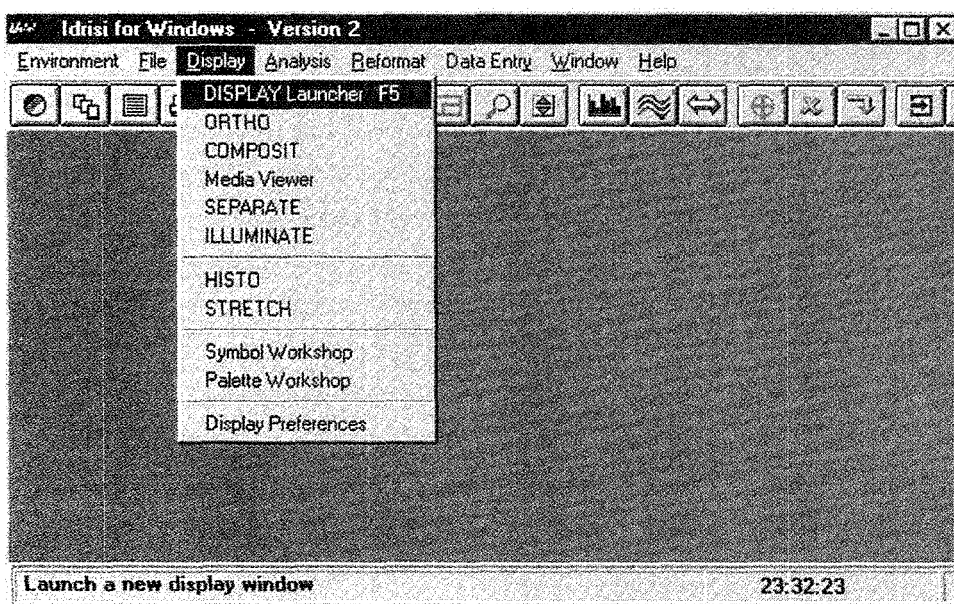 Idrisi for Windows - Version 2
Environment File Display Analysis Reformat Data Entry Window Help
DISPLAY Launcher F5
ORTHO
COMPOSIT
Media Viewer
SEPARATE
ILLUMINATE
HISTO
STRETCH
Symbol Workshop
Palette Workshop
Display Preferences
Launch a new display window 23:32:23